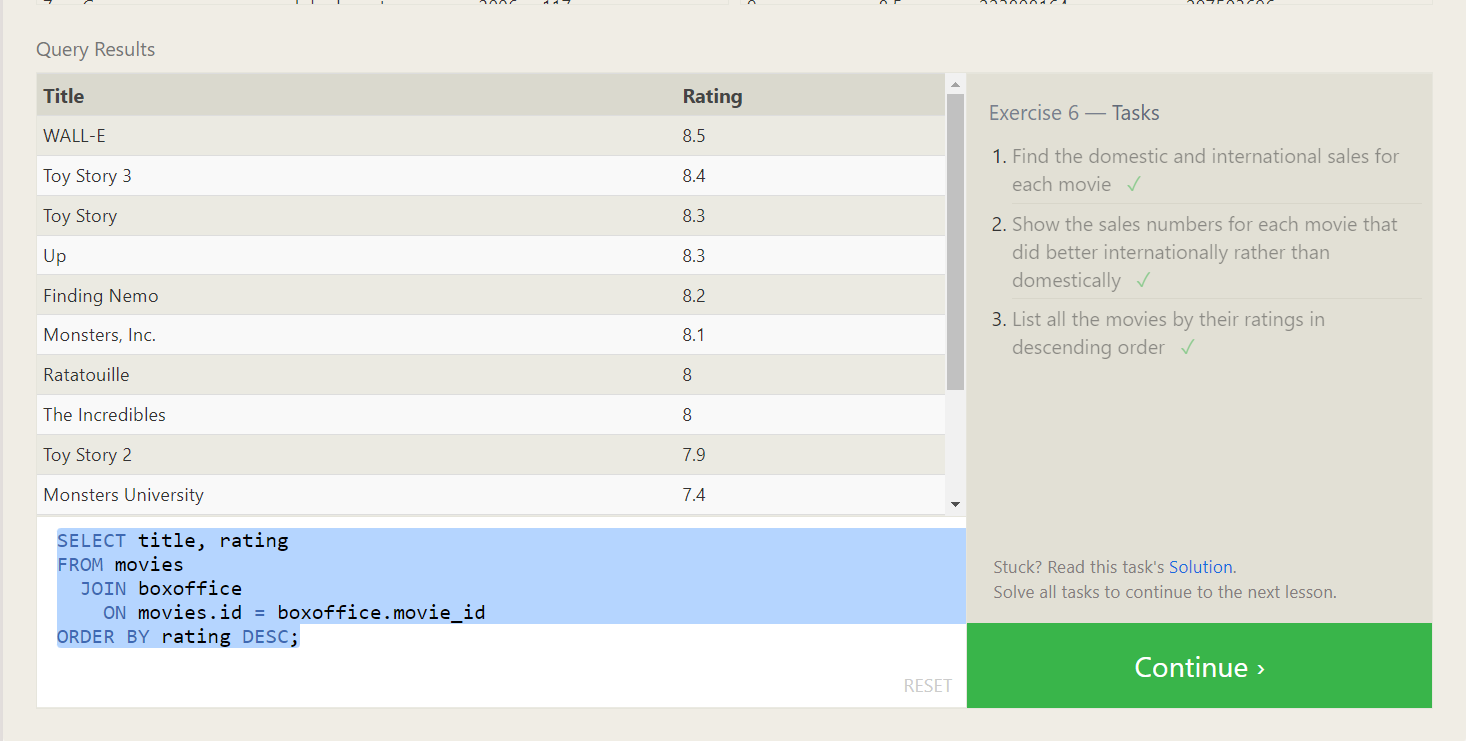 Query Results
Title Rating
WALL-E 8.5
Toy Story 3 8.4
Toy Story 8.3
Up 8.3
Finding Nemo 8.2
Monsters, Inc. 8.1
Ratatouille 8
The Incredibles 8
Toy Story 2 7.9
Monsters University 7.4
SELECT title, rating
FROM movies
JOIN boxoffice
ON movies.id = boxoffice.movie_id
ORDER BY rating DESC;
RESET
Exercise 6 — Tasks
1. Find the domestic and international sales for
each movie ✓
2. Show the sales numbers for each movie that
did better internationally rather than
domestically ✓
3. List all the movies by their ratings in
descending order ✓
Stuck? Read this task's Solution.
Solve all tasks to continue to the next lesson.
Continue ›